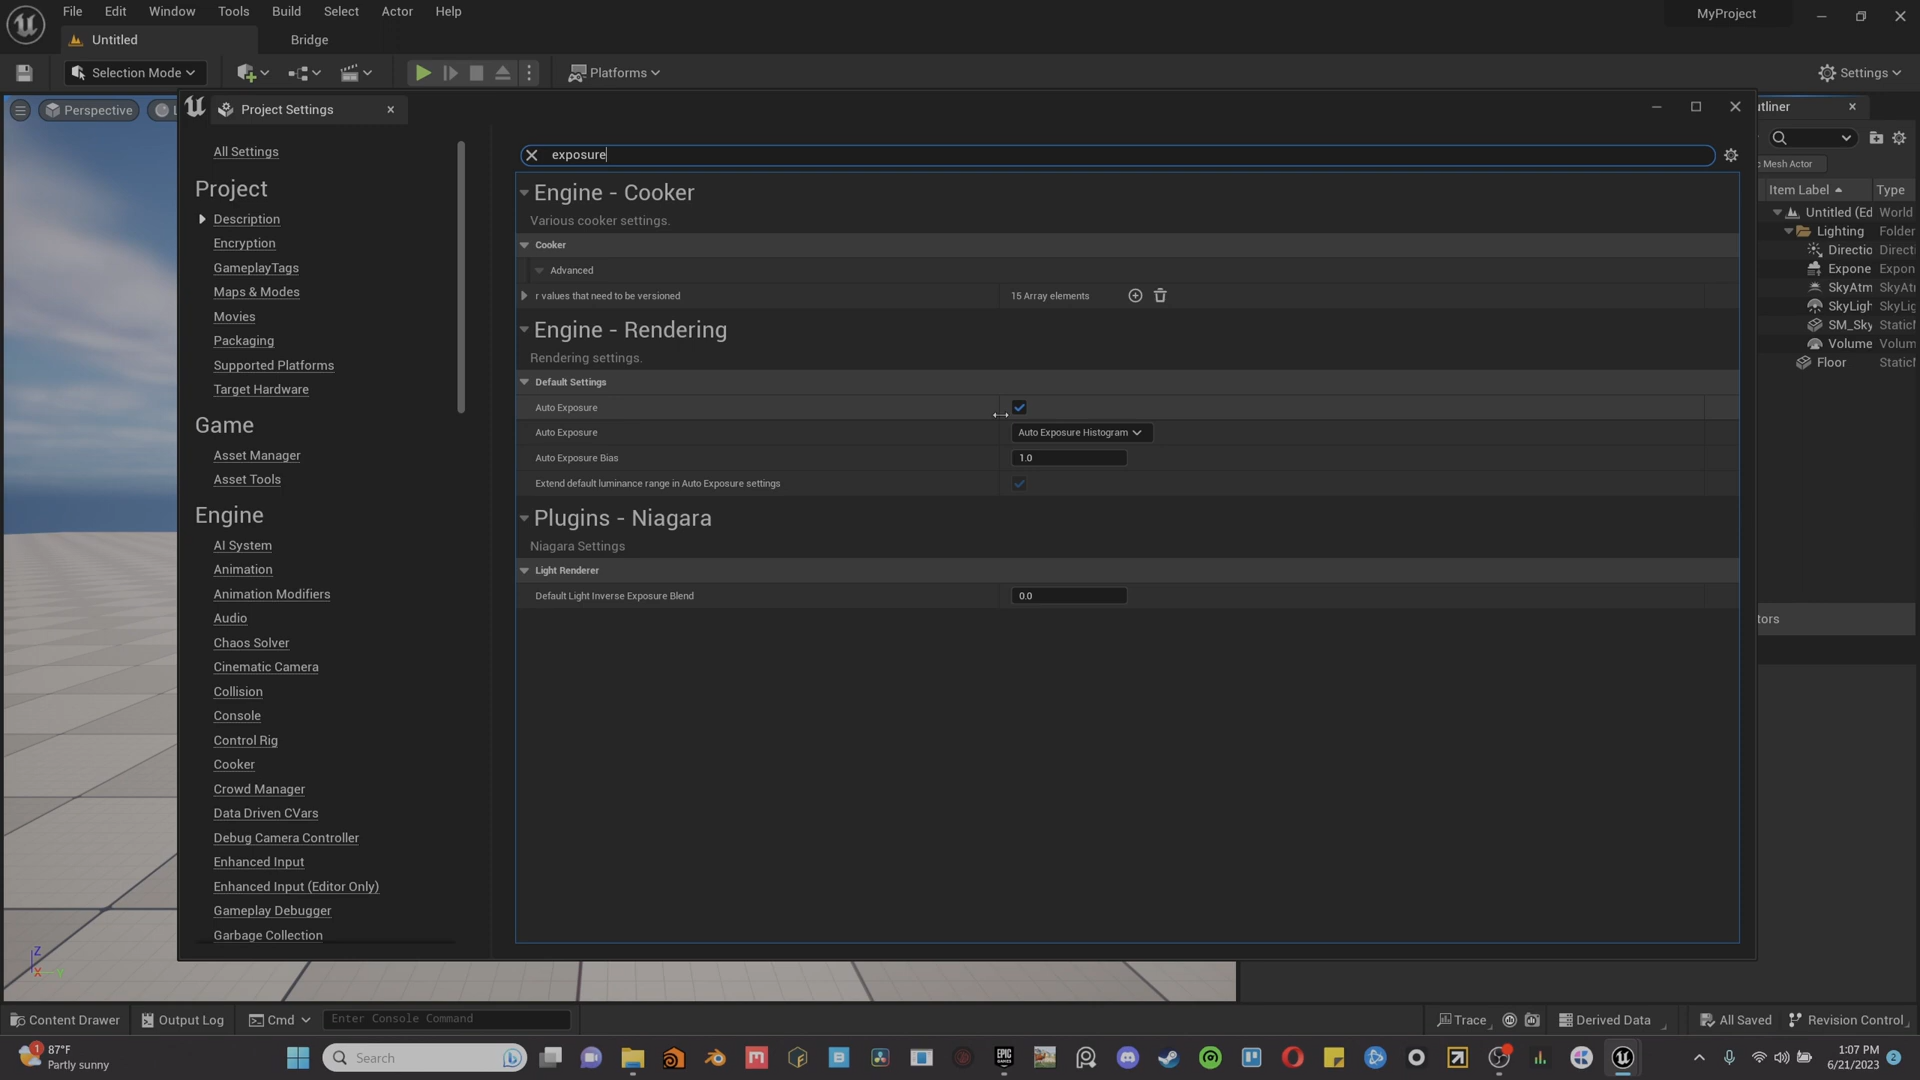 File Edit Window Tools Build Select Actor Help
MyProject
Untitled
Bridge
Selection Mode
Platforms
Settings
Perspective
Project Settings
utliner
All Settings
Project
Description
Encryption
GameplayTags
Maps & Modes
Movies
Packaging
Supported Platforms
Target Hardware
Game
Asset Manager
Asset Tools
Engine
AI System
Animation
Animation Modifiers
Audio
Chaos Solver
Cinematic Camera
Collision
Console
Control Rig
Cooker
Crowd Manager
Data Driven CVars
Debug Camera Controller
Enhanced Input
Enhanced Input (Editor Only)
Gameplay Debugger
Garbage Collection
exposure
Engine - Cooker
Various cooker settings.
Cooker
Advanced
r values that need to be versioned 15 Array elements
Engine - Rendering
Rendering settings.
Default Settings
Auto Exposure
Auto Exposure Auto Exposure Histogram
Auto Exposure Bias 1.0
Extend default luminance range in Auto Exposure settings
Plugins - Niagara
Niagara Settings
Light Renderer
Default Light Inverse Exposure Blend 0.0
c Mesh Actor
Item Label Type
Untitled (Ed World
Lighting Folder
Directio Directi
Expone Expon
SkyAtm SkyAtr
SkyLigh SkyLig
SM_Sky Staticl
Volume Volum
Floor Staticl
tors
Z
X Y
Content Drawer
Output Log
Cmd
Enter Console Command
Trace
Derived Data
All Saved
Revision Control
1
87°F
Partly sunny
Search
EPIC
GAMES
1:07 PM
6/21/2023
2